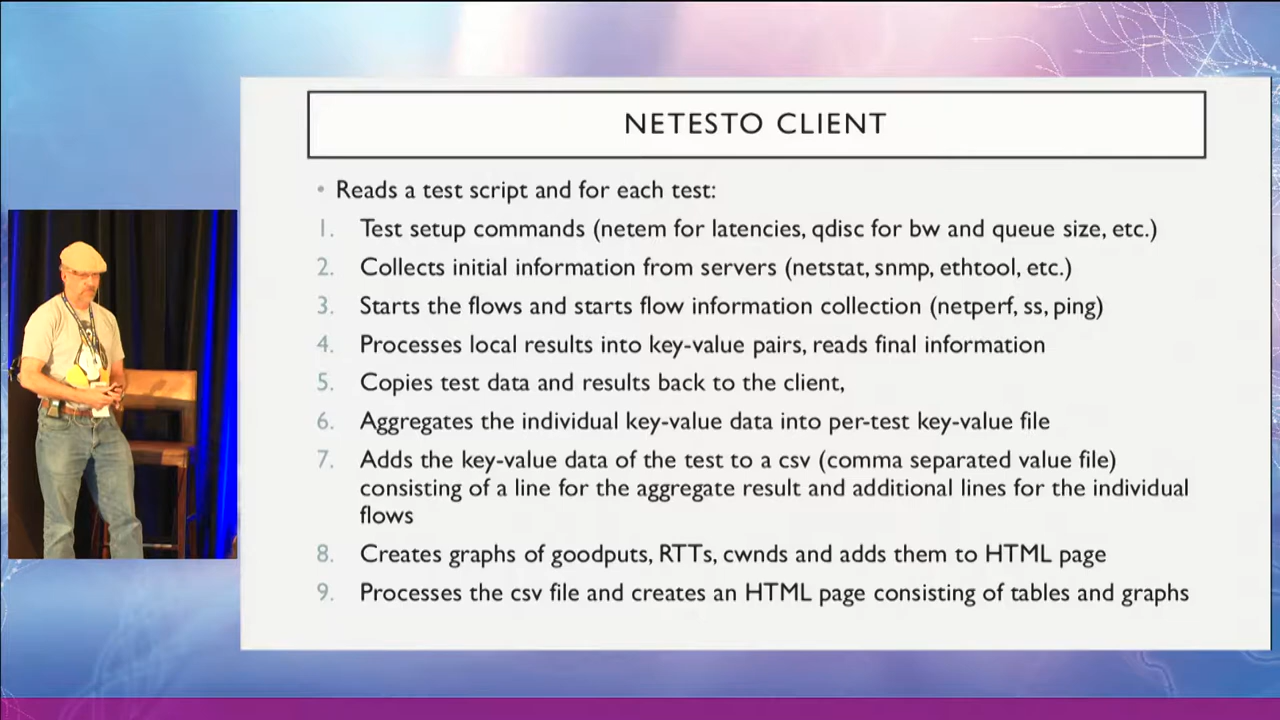 NETESTO CLIENT
• Reads a test script and for each test:
1. Test setup commands (netem for latencies, qdisc for bw and queue size, etc.)
2. Collects initial information from servers (netstat, snmp, ethtool, etc.)
3. Starts the flows and starts flow information collection (netperf, ss, ping)
4. Processes local results into key-value pairs, reads final information
5. Copies test data and results back to the client,
6. Aggregates the individual key-value data into per-test key-value file
7. Adds the key-value data of the test to a csv (comma separated value file)
consisting of a line for the aggregate result and additional lines for the individual
flows
8. Creates graphs of goodputs, RTTs, cwnds and adds them to HTML page
9. Processes the csv file and creates an HTML page consisting of tables and graphs